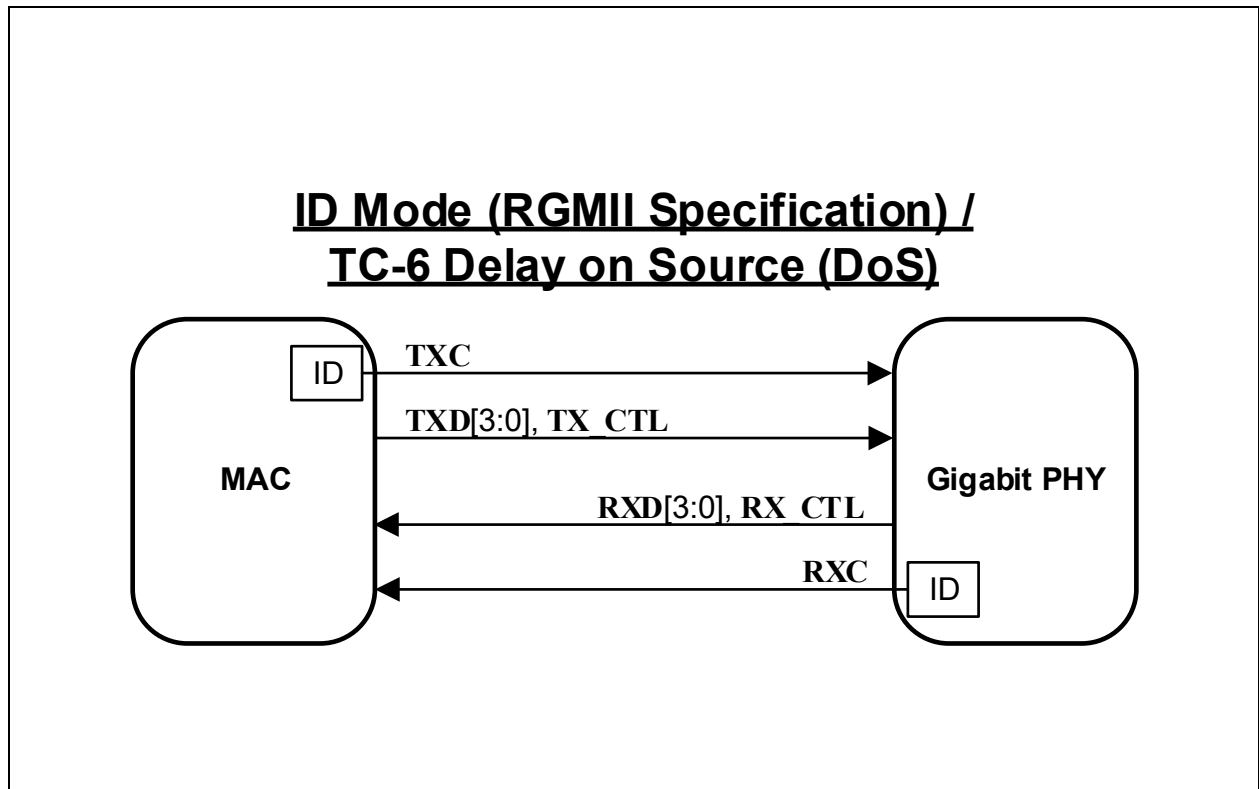 ID Mode (RGMII Specification) /
TC-6 Delay on Source (DoS)
ID
TXC
TXD[3:0], TX_CTL
MAC
Gigabit PHY
RXD[3:0], RX_CTL
RXC
ID